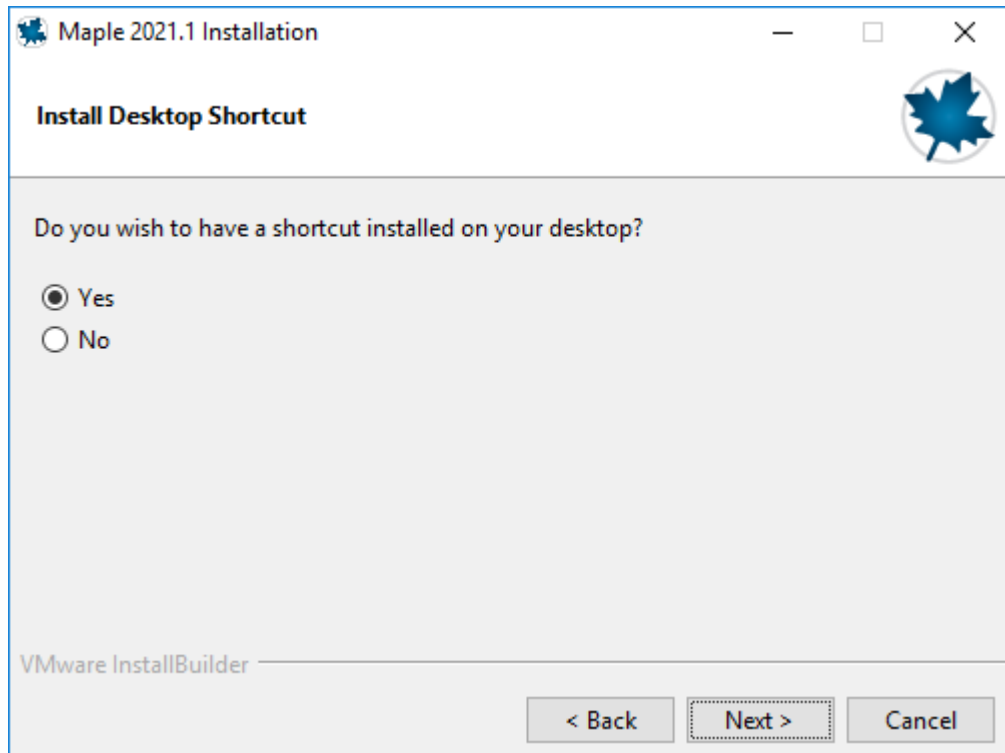 Maple 2021.1 Installation
Install Desktop Shortcut
Do you wish to have a shortcut installed on your desktop?
Yes
No
VMware InstallBuilder
< Back Next > Cancel